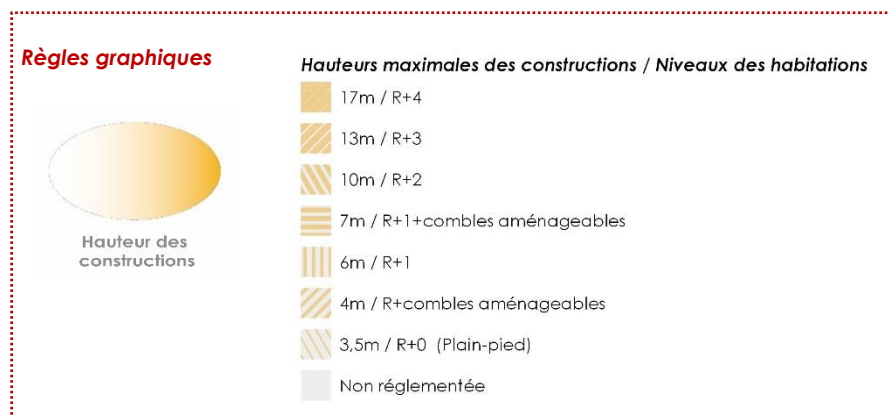 Règles graphiques
Hauteurs maximales des constructions / Niveaux des habitations
17m / R+4
13m / R+3
10m / R+2
7m / R+1+combles aménageables
6m / R+1
4m / R+combles aménageables
3,5m / R+0 (Plain-pied)
Non réglementée
Hauteur des
constructions